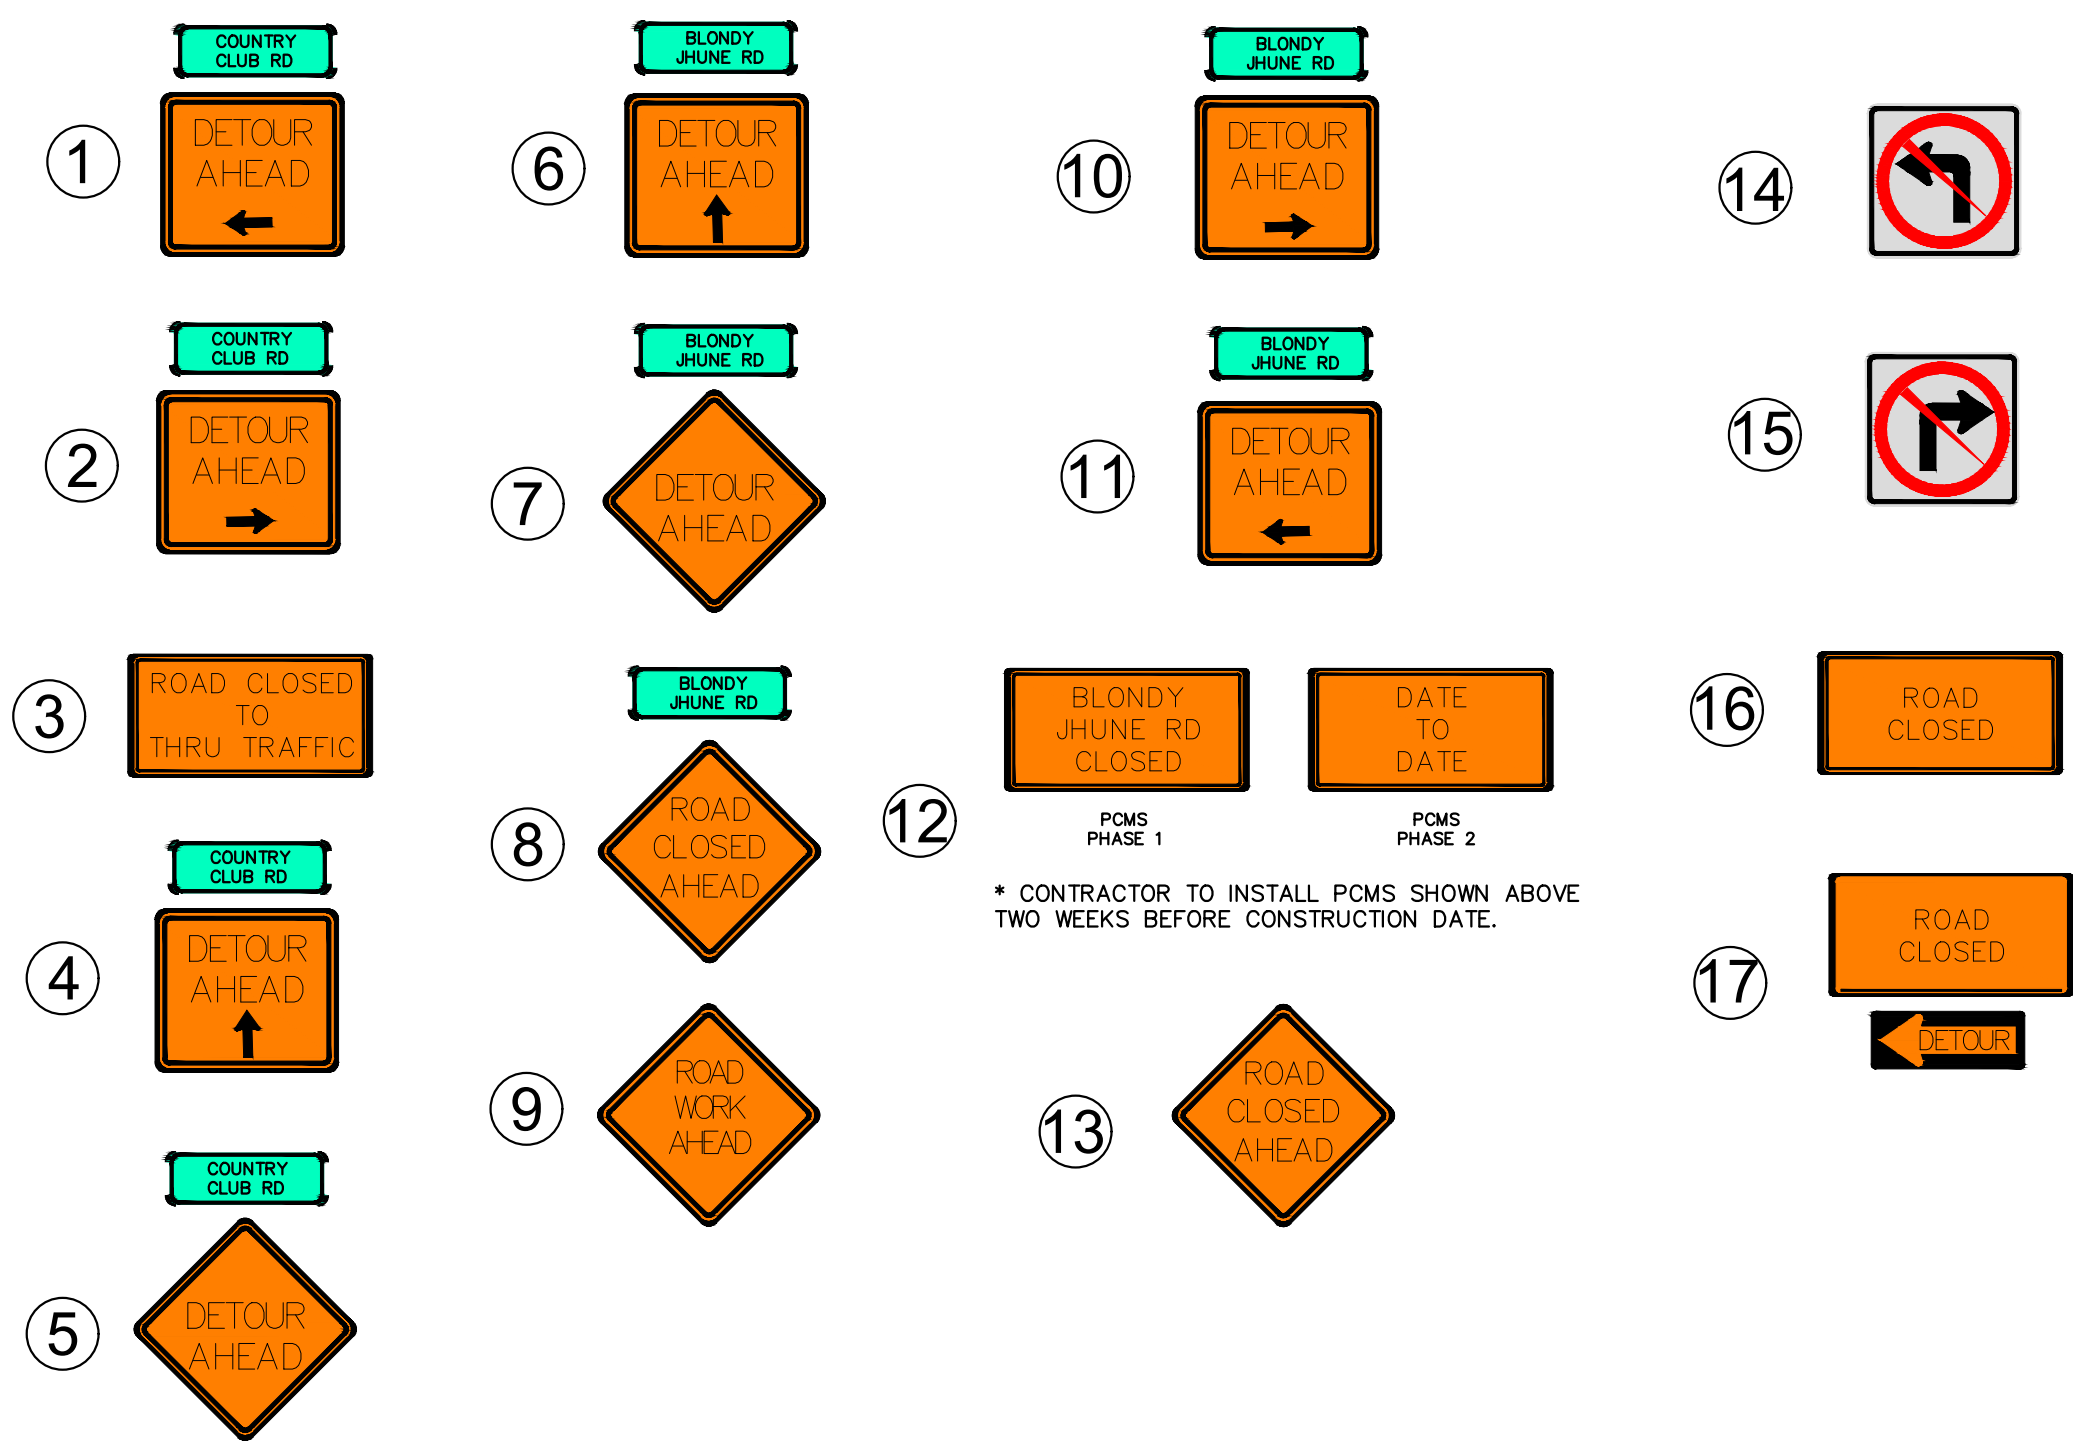 COUNTRY
CLUB RD
1
DETOUR
AHEAD
COUNTRY
CLUB RD
2
DETOUR
AHEAD
3
ROAD CLOSED
TO
THRU TRAFFIC
COUNTRY
CLUB RD
4
DETOUR
AHEAD
COUNTRY
CLUB RD
5
DETOUR
AHEAD
BLONDY
JHUNE RD
6
DETOUR
AHEAD
BLONDY
JHUNE RD
7
DETOUR
AHEAD
BLONDY
JHUNE RD
8
ROAD
CLOSED
AHEAD
9
ROAD
WORK
AHEAD
BLONDY
JHUNE RD
10
DETOUR
AHEAD
BLONDY
JHUNE RD
11
DETOUR
AHEAD
12
BLONDY
JHUNE RD
CLOSED
PCMS
PHASE 1
DATE
TO
DATE
PCMS
PHASE 2
* CONTRACTOR TO INSTALL PCMS SHOWN ABOVE
TWO WEEKS BEFORE CONSTRUCTION DATE.
13
ROAD
CLOSED
AHEAD
14
15
16
ROAD
CLOSED
17
ROAD
CLOSED
DETOUR